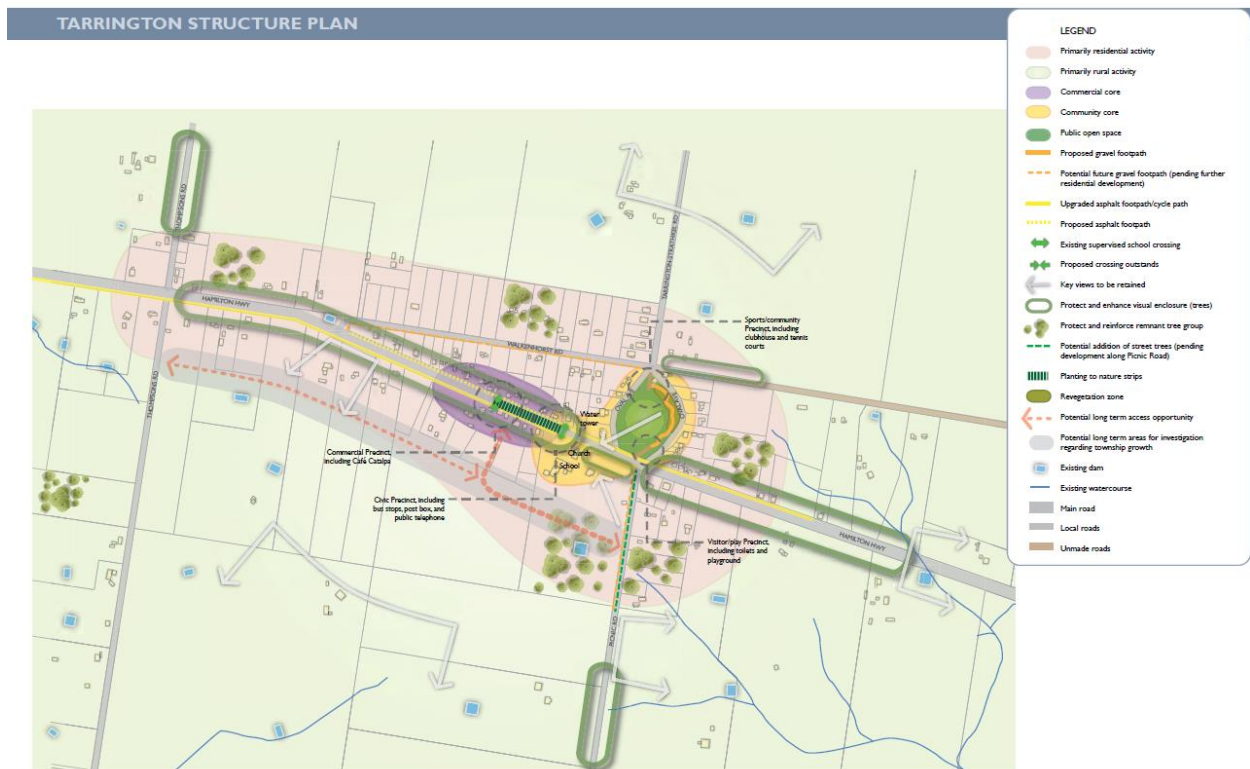 TARRINGTON STRUCTURE PLAN
LEGEND
Primarily residential activity
Primarily rural activity
Commercial core
Community core
Public open space
Proposed gravel footpath
Potential future gravel footpath (pending further
residential development)
Upgraded asphalt footpath/cycle path
Proposed asphalt footpath
Existing supervised school crossing
Proposed crossing outstands
Key views to be retained
Protect and enhance visual enclosure (trees)
Protect and reinforce remnant tree group
Potential addition of street trees (pending
development along Picnic Road)
Planting to nature strips
Revegetation zone
Potential long term access opportunity
Potential long term areas for investigation
regarding township growth
Existing dam
Existing watercourse
Main road
Local roads
Unmade roads
THOMPSONS RD
HAMILTON HWY
WALKENHORST RD
TARRINGTON-STRATHKELLAR RD
Sports/community
Precinct, including
clubhouse and tennis
courts
Water
tower
Church
School
Commercial Precinct,
including Café Catalpa
Civic Precinct, including
bus stops, post box, and
public telephone
Visitor/play Precinct,
including toilets and
playground
THOMPSONS RD
HAMILTON HWY
PICNIC RD